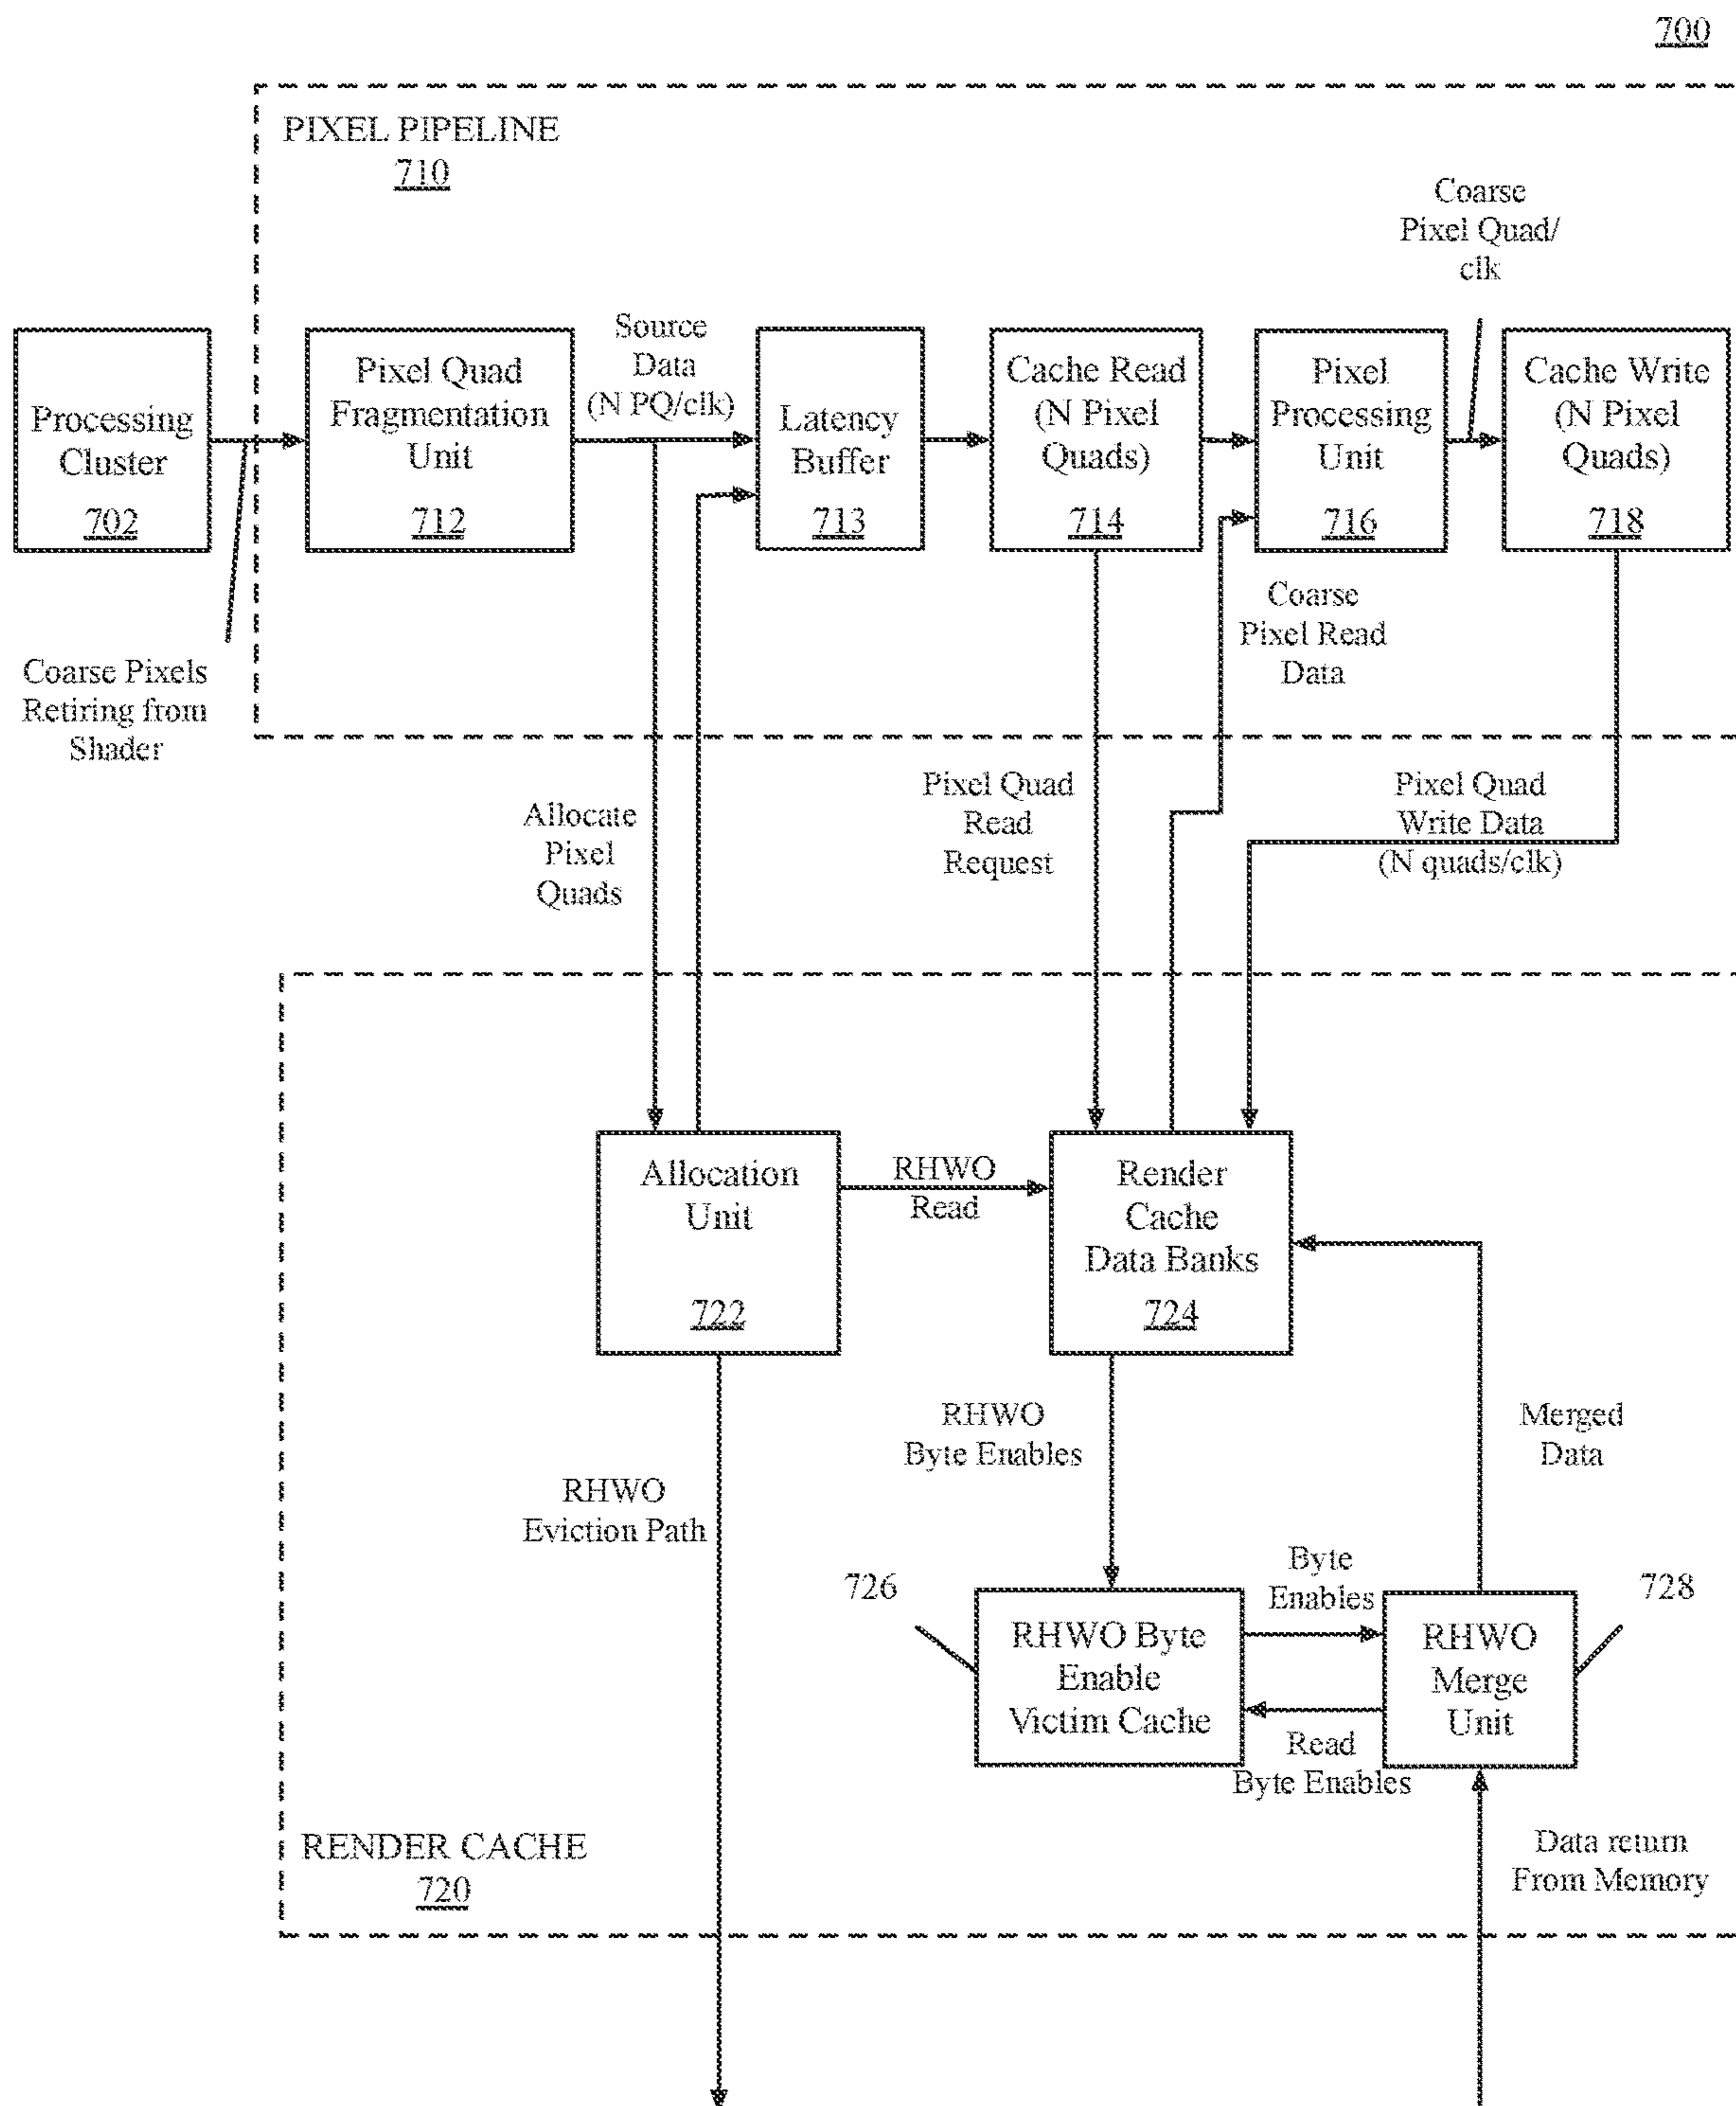 700
PIXEL PIPELINE
710
Coarse
Pixel Quad/
clk
Processing
Cluster
702
Pixel Quad
Fragmentation
Unit
712
Source
Data
(N PQ/clk)
Latency
Buffer
713
Cache Read
(N Pixel
Quads)
714
Pixel
Processing
Unit
716
Cache Write
(N Pixel
Quads)
718
Coarse Pixels
Retiring from
Shader
Coarse
Pixel Read
Data
Allocate
Pixel
Quads
Pixel Quad
Read
Request
Pixel Quad
Write Data
(N quads/clk)
Allocation
Unit
722
RHWO
Read
Render
Cache
Data Banks
724
RHWO
Eviction Path
RHWO
Byte Enables
Merged
Data
726
RHWO Byte
Enable
Victim Cache
Byte
Enables
Read
Byte Enables
RHWO
Merge
Unit
728
RENDER CACHE
720
Data return
From Memory